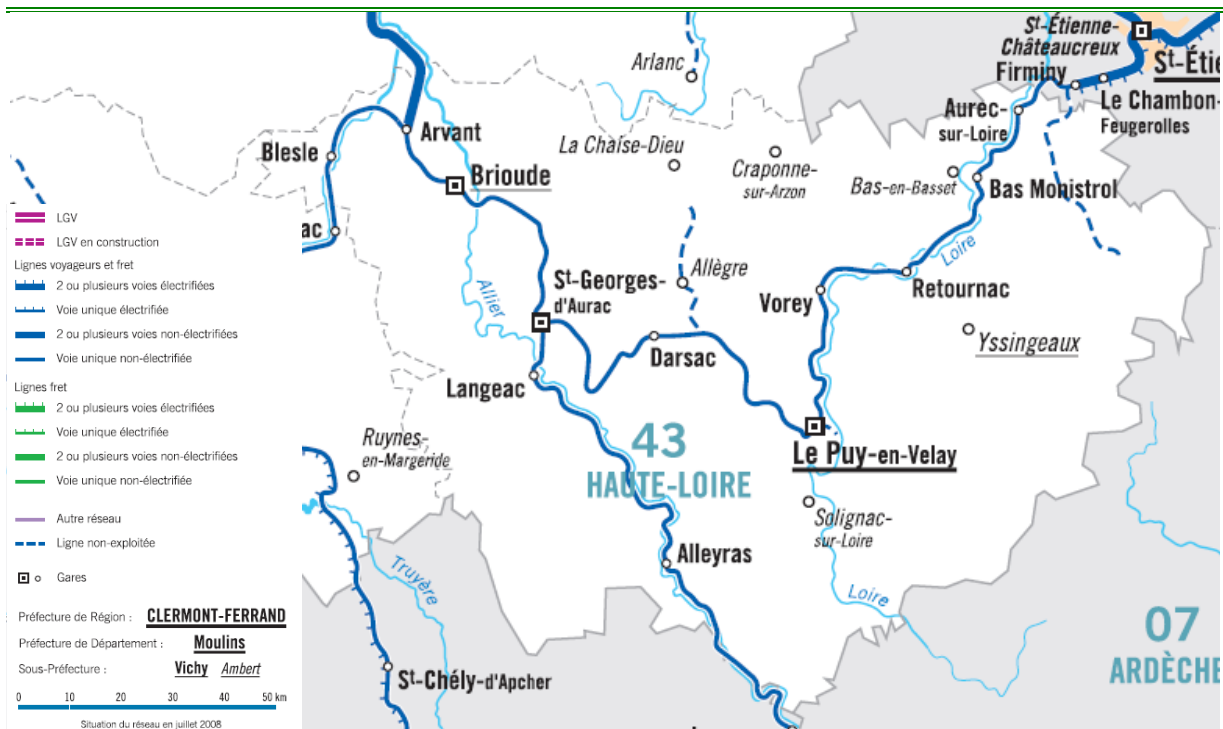 St-Étienne-
Châteaucreux
Arlanc
Firminy
St-Étie
Aurec-
sur-Loire
Le Chambon-
Feugerolles
Arvant
Blesle
La Chaise-Dieu
Craponne-
sur-Arzon
Bas-en-Basset
Bas Monistrol
Brioude
LGV
LGV en construction
Lignes voyageurs et fret
2 ou plusieurs voies électrifiées
Voie unique électrifiée
2 ou plusieurs voies non-électrifiées
Voie unique non-électrifiée
Lignes fret
2 ou plusieurs voies électrifiées
Voie unique électrifiée
2 ou plusieurs voies non-électrifiées
Voie unique non-électrifiée
Autre réseau
Ligne non-exploitée
Gares
Préfecture de Région : CLERMONT-FERRAND
Préfecture de Département : Moulins
Sous-Préfecture : Vichy Ambert
0 10 20 30 40 50 km
Situation du réseau en juillet 2008
ac
Allier
St-Georges-
d'Aurac
Allègre
Loire
Retournac
Vorey
Yssingeaux
Darsac
Langeac
43
HAUTE-LOIRE
Le Puy-en-Velay
Ruynes-
en-Margeride
Solignac-
sur-Loire
Alleyras
Truyère
Loire
07
ARDÈCHE
St-Chély-d'Apcher